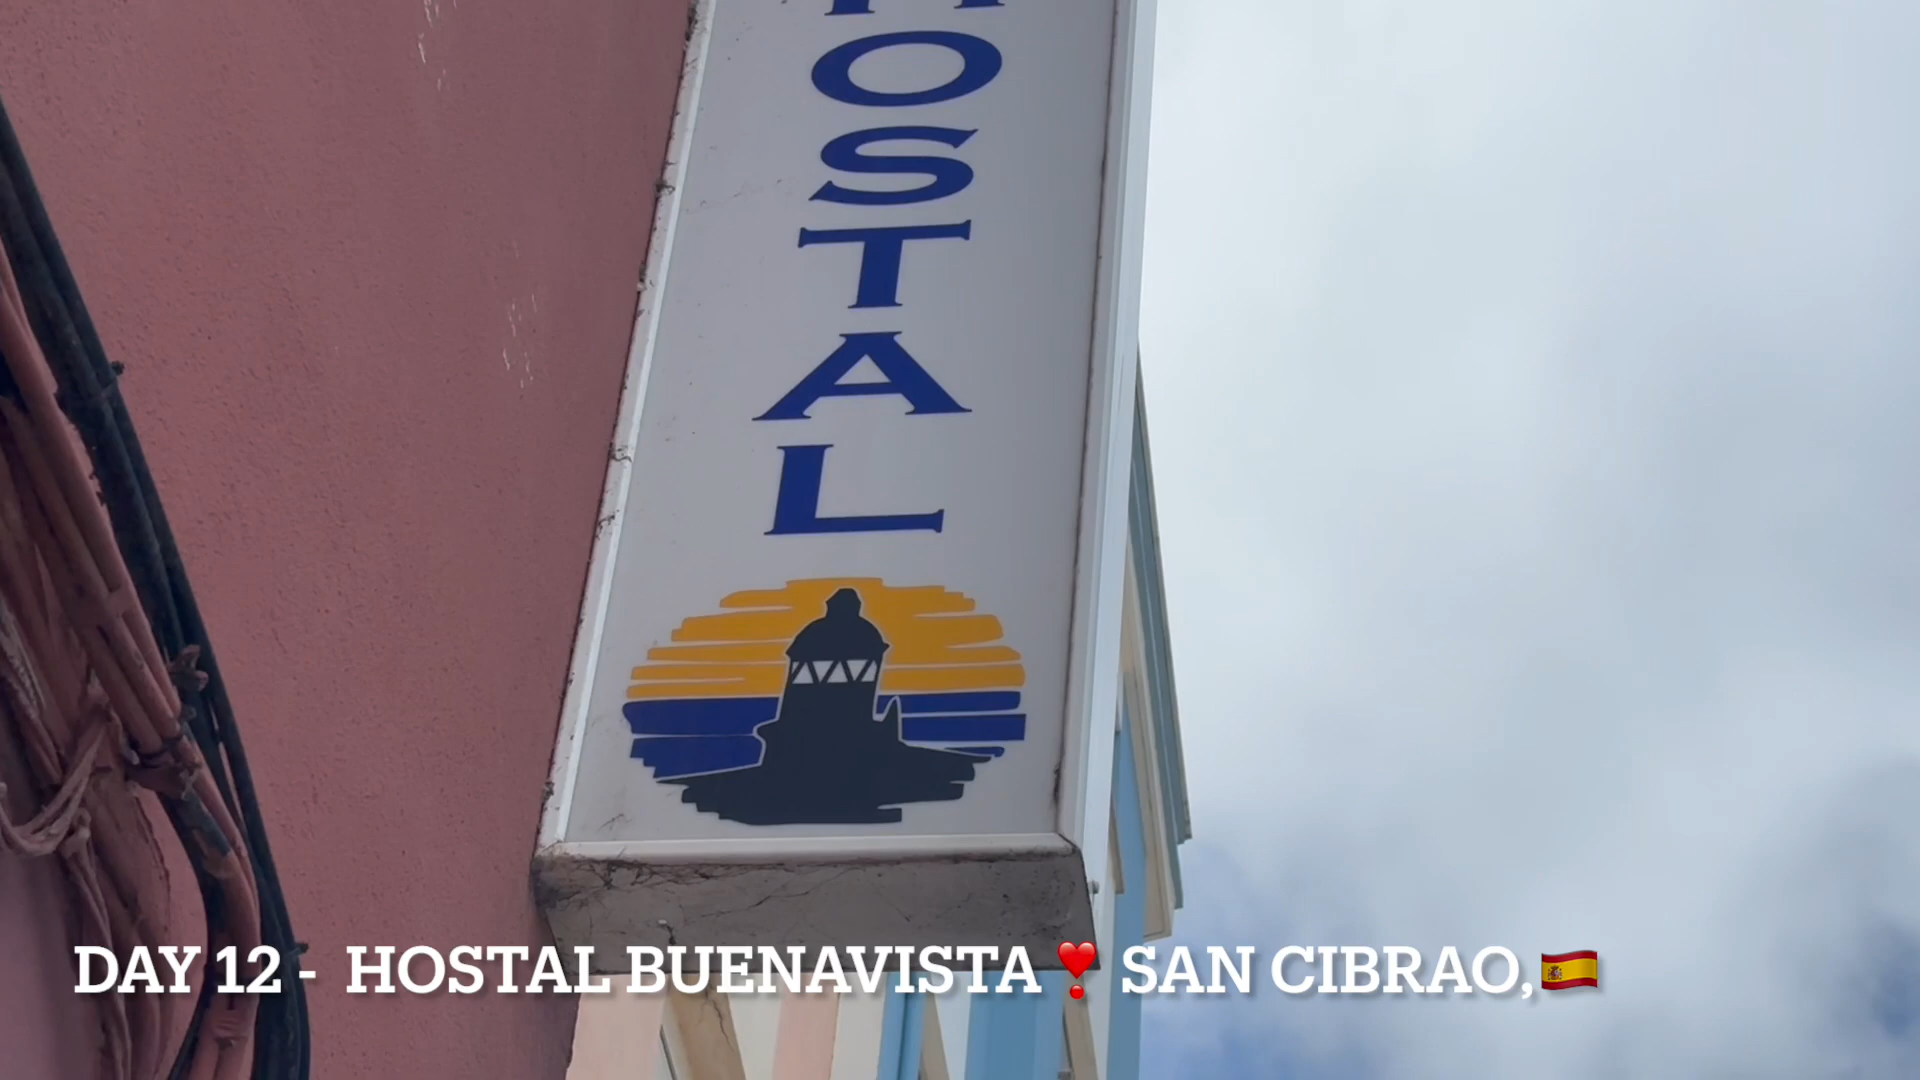 HOSTAL
DAY 12 - HOSTAL BUENAVISTA❣️ SAN CIBRAO,🇪🇸